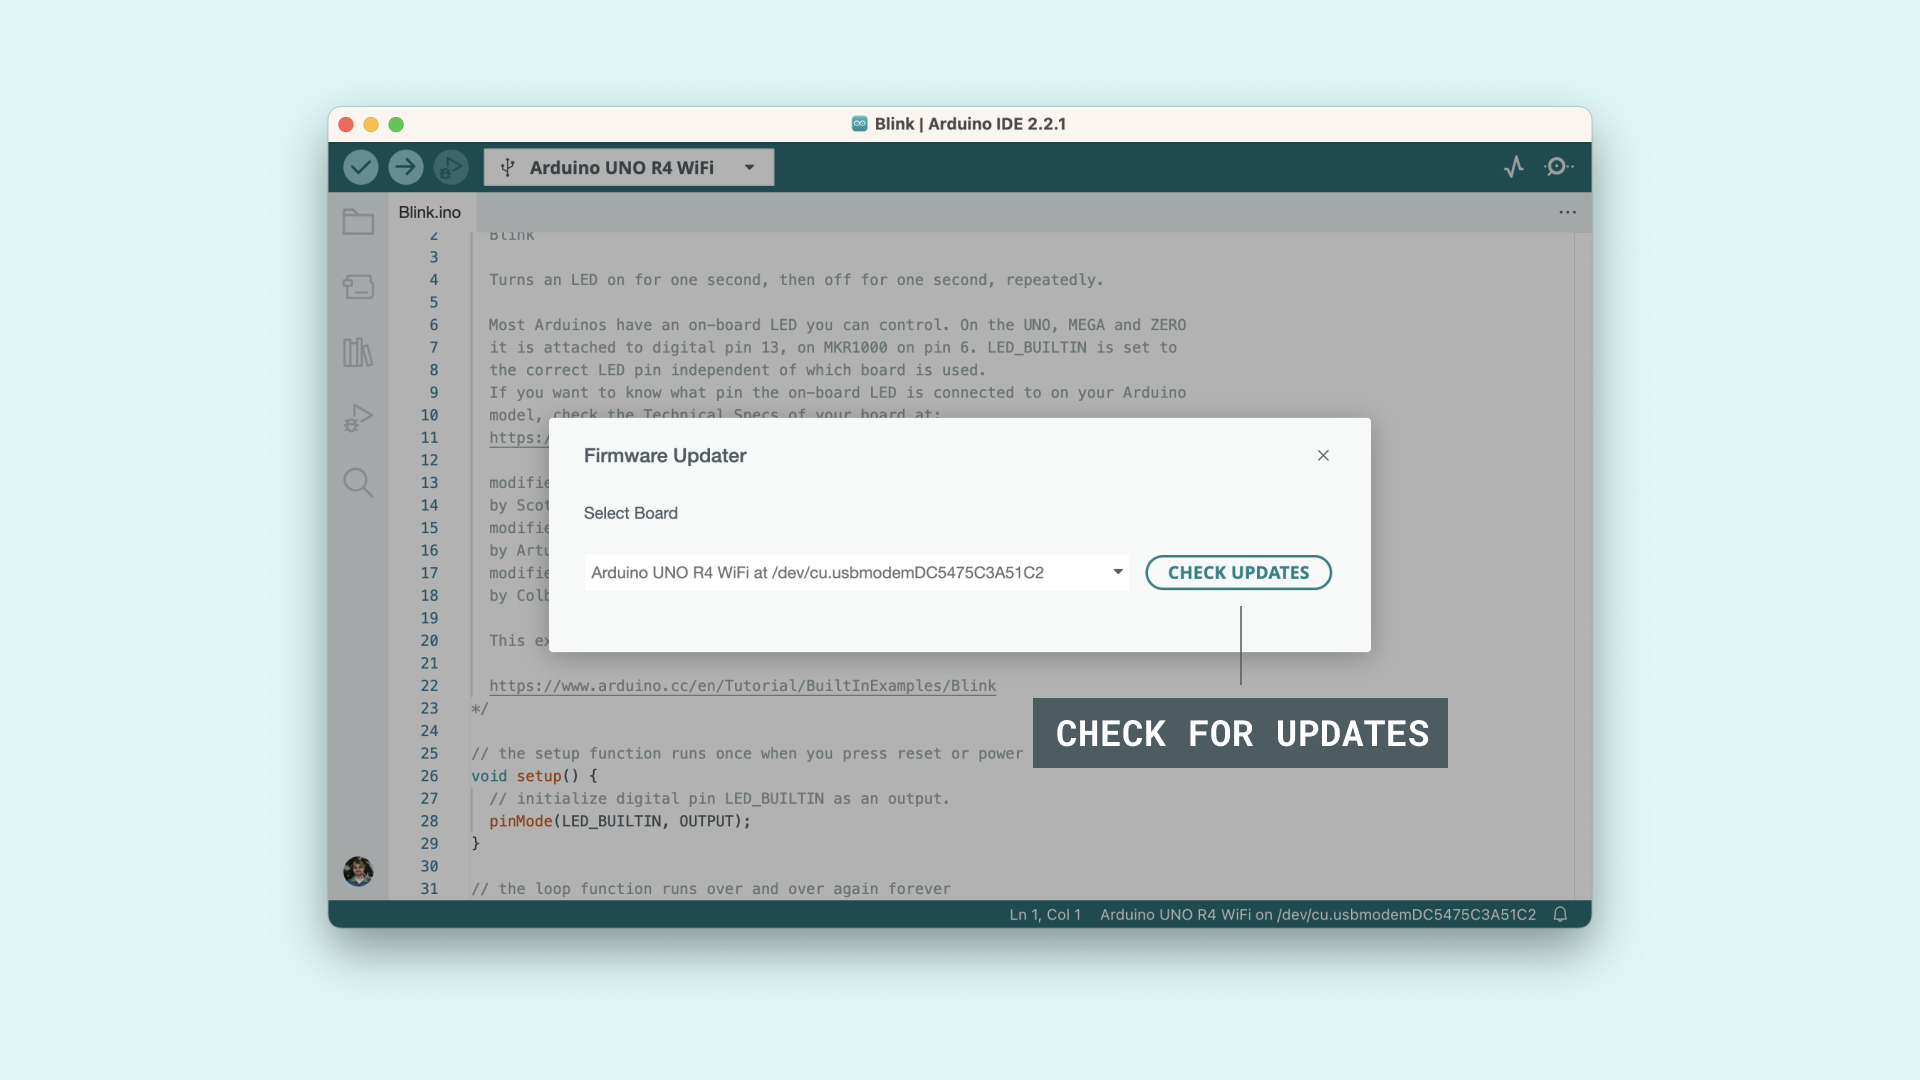 Blink | Arduino IDE 2.2.1
Arduino UNO R4 WiFi
Blink.ino
2 Blink
3
4 Turns an LED on for one second, then off for one second, repeatedly.
5
6 Most Arduinos have an on-board LED you can control. On the UNO, MEGA and ZERO
7 it is attached to digital pin 13, on MKR1000 on pin 6. LED_BUILTIN is set to
8 the correct LED pin independent of which board is used.
9 If you want to know what pin the on-board LED is connected to on your Arduino
10 model, check the Technical Specs of your board at:
11 https:/
12
13 modifie
14 by Scot
15 modifie
16 by Artu
17 modifie
18 by Colb
19
20 This ex
21
22 https://www.arduino.cc/en/Tutorial/BuiltInExamples/Blink
23 */
24
25 // the setup function runs once when you press reset or power
26 void setup() {
27 // initialize digital pin LED_BUILTIN as an output.
28 pinMode(LED_BUILTIN, OUTPUT);
29 }
30
31 // the loop function runs over and over again forever
Firmware Updater
Select Board
Arduino UNO R4 WiFi at /dev/cu.usbmodemDC5475C3A51C2
CHECK UPDATES
CHECK FOR UPDATES
Ln 1, Col 1 Arduino UNO R4 WiFi on /dev/cu.usbmodemDC5475C3A51C2